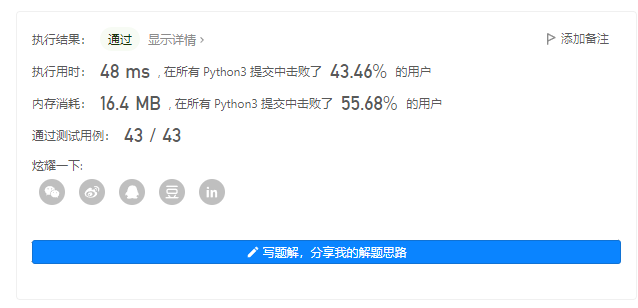 执行结果： 通过 显示详情 › 添加备注
执行用时： 48 ms , 在所有 Python3 提交中击败了 43.46% 的用户
内存消耗： 16.4 MB , 在所有 Python3 提交中击败了 55.68% 的用户
通过测试用例： 43 / 43
炫耀一下:
豆 in
写题解，分享我的解题思路